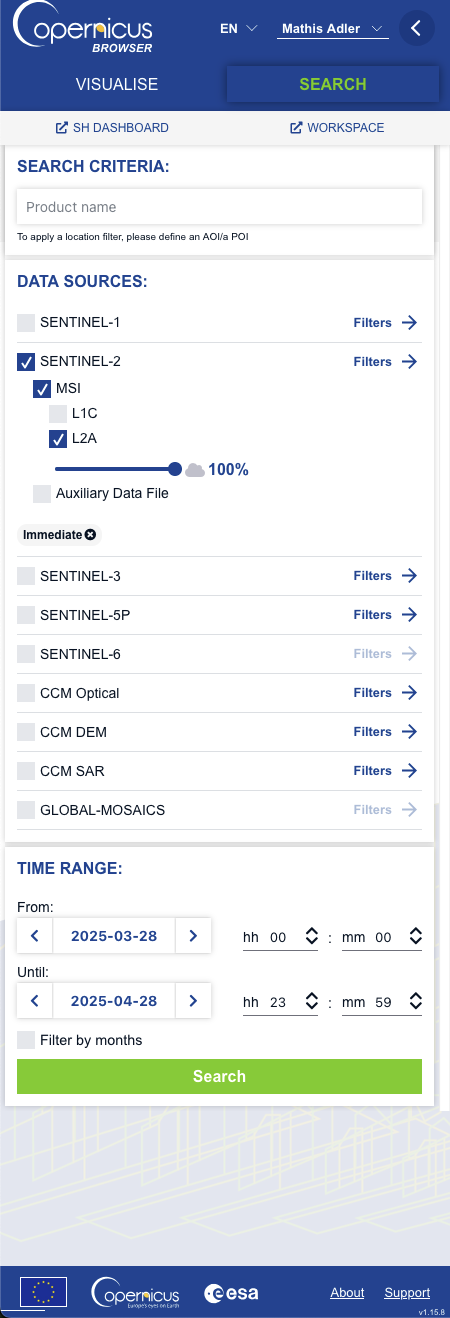 opernicus
BROWSER
EN
Mathis Adler
VISUALISE
SEARCH
SH DASHBOARD
WORKSPACE
SEARCH CRITERIA:
Product name
To apply a location filter, please define an AOI/a POI
DATA SOURCES:
SENTINEL-1 Filters
SENTINEL-2 Filters
MSI
L1C
L2A
100%
Auxiliary Data File
Immediate
SENTINEL-3 Filters
SENTINEL-5P Filters
SENTINEL-6 Filters
CCM Optical Filters
CCM DEM Filters
CCM SAR Filters
GLOBAL-MOSAICS Filters
TIME RANGE:
From:
2025-03-28 hh 00 : mm 00
Until:
2025-04-28 hh 23 : mm 59
Filter by months
Search
opernicus
Europe's eyes on Earth
esa
About
Support
v1.15.8